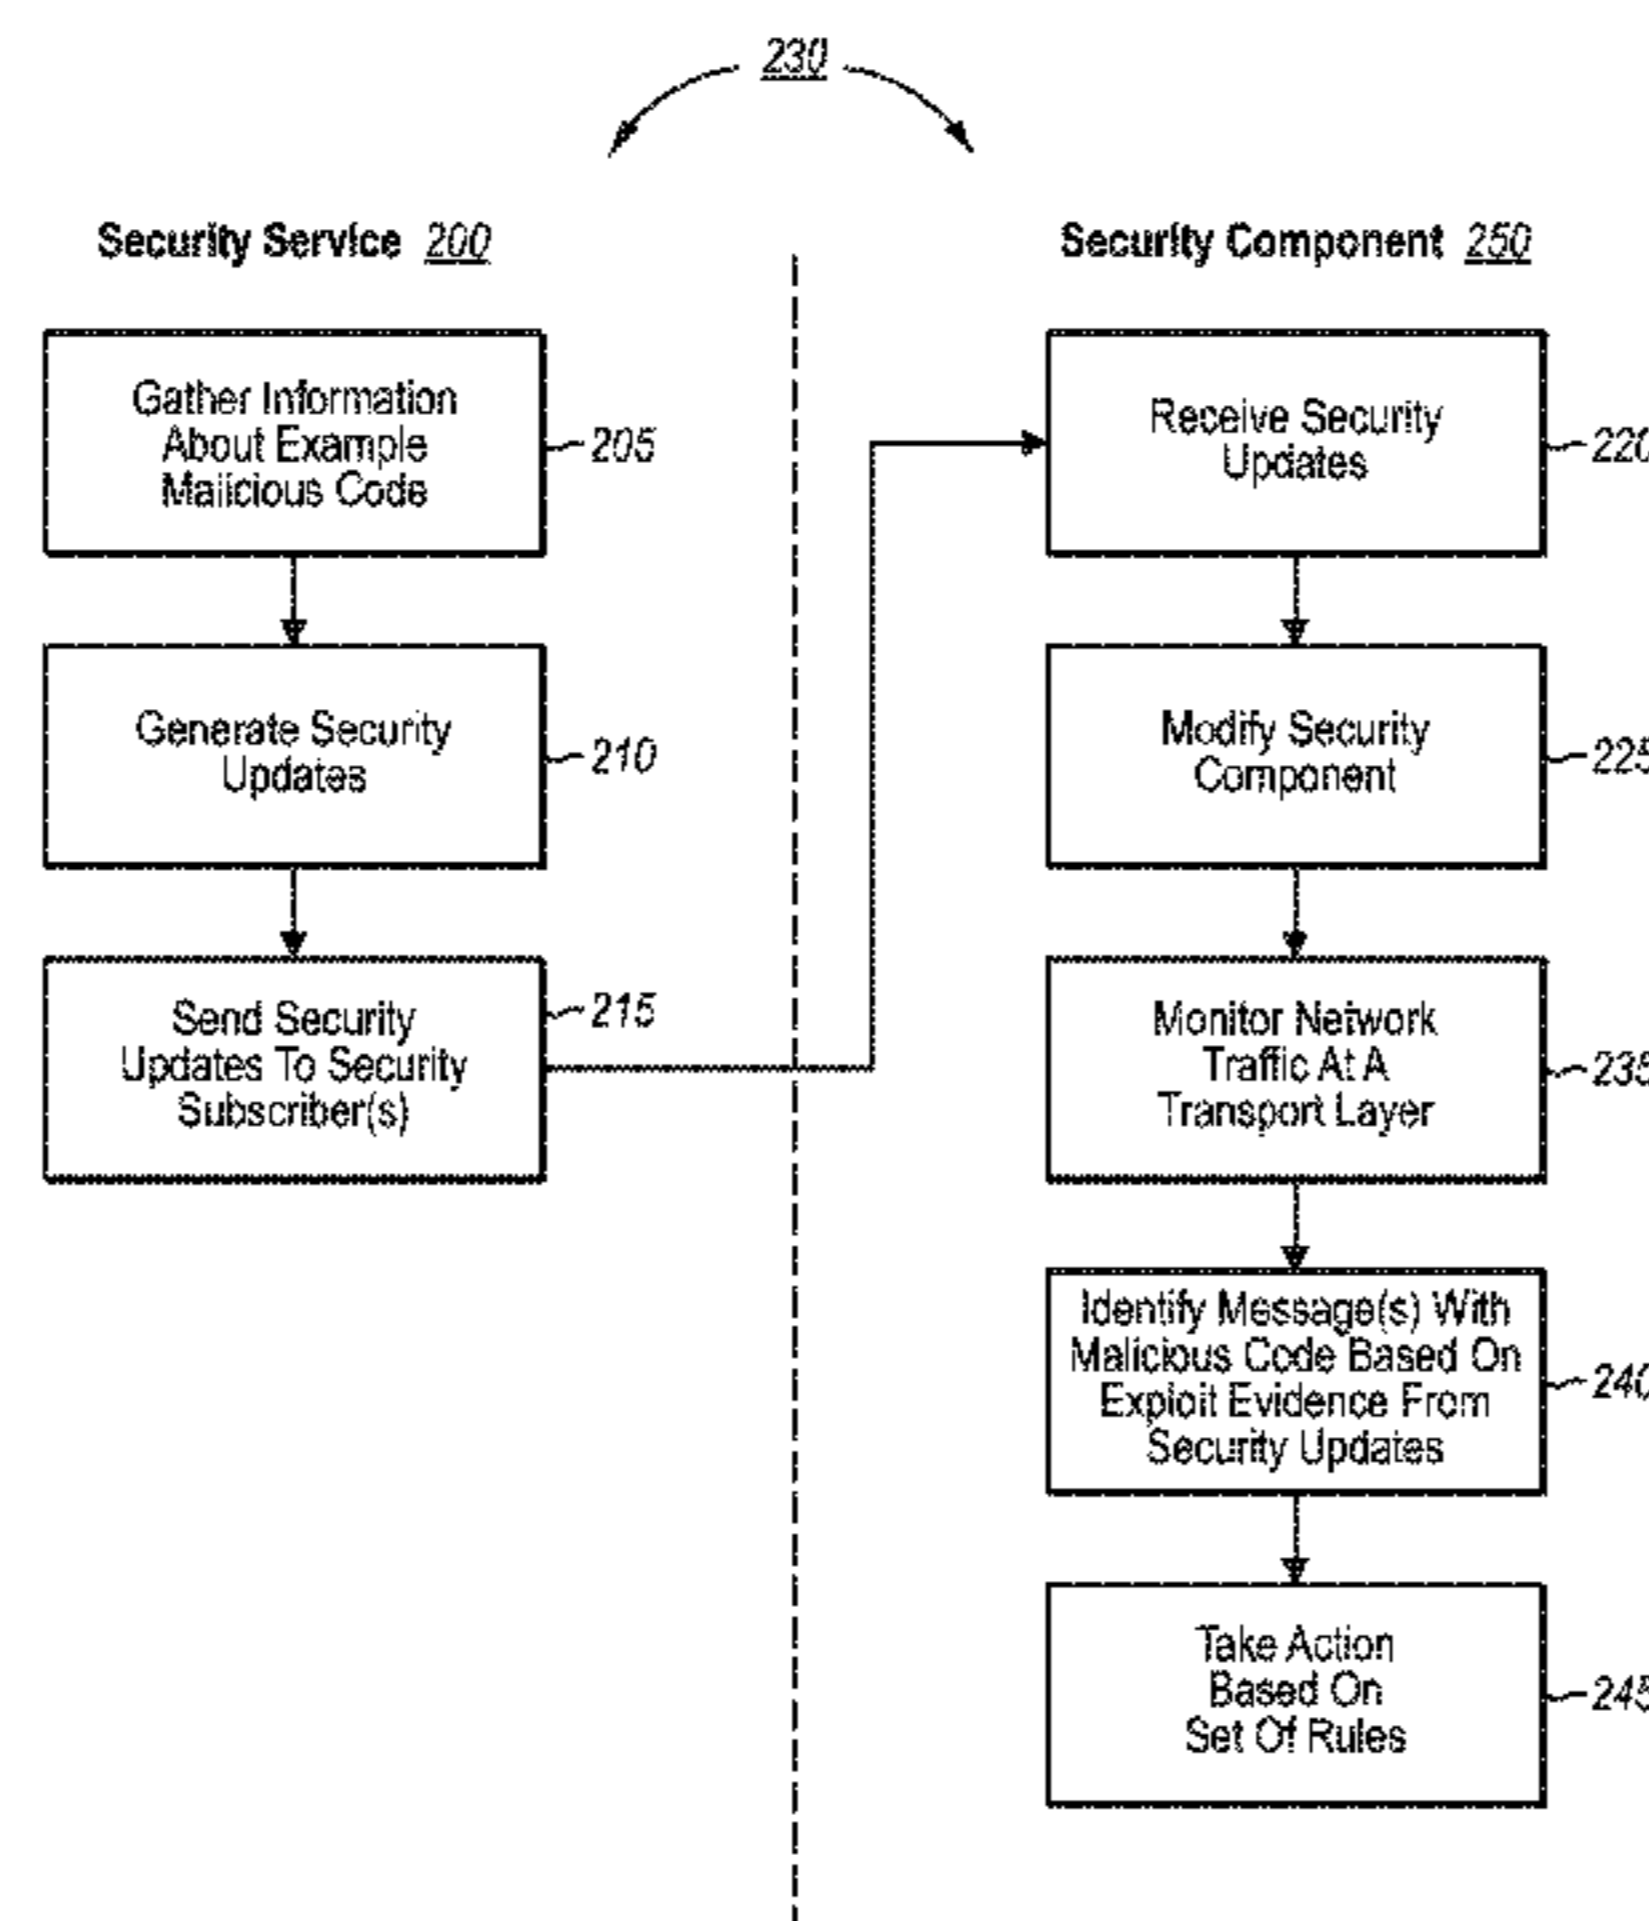 230
Security Service 200
Gather Information
About Example
Malicious Code
205
Generate Security
Updates
210
Send Security
Updates To Security
Subscriber(s)
215
Security Component 250
Receive Security
Updates
220
Modify Security
Component
225
Monitor Network
Traffic At A
Transport Layer
235
Identify Message(s) With
Malicious Code Based On
Exploit Evidence From
Security Updates
240
Take Action
Based On
Set Of Rules
245